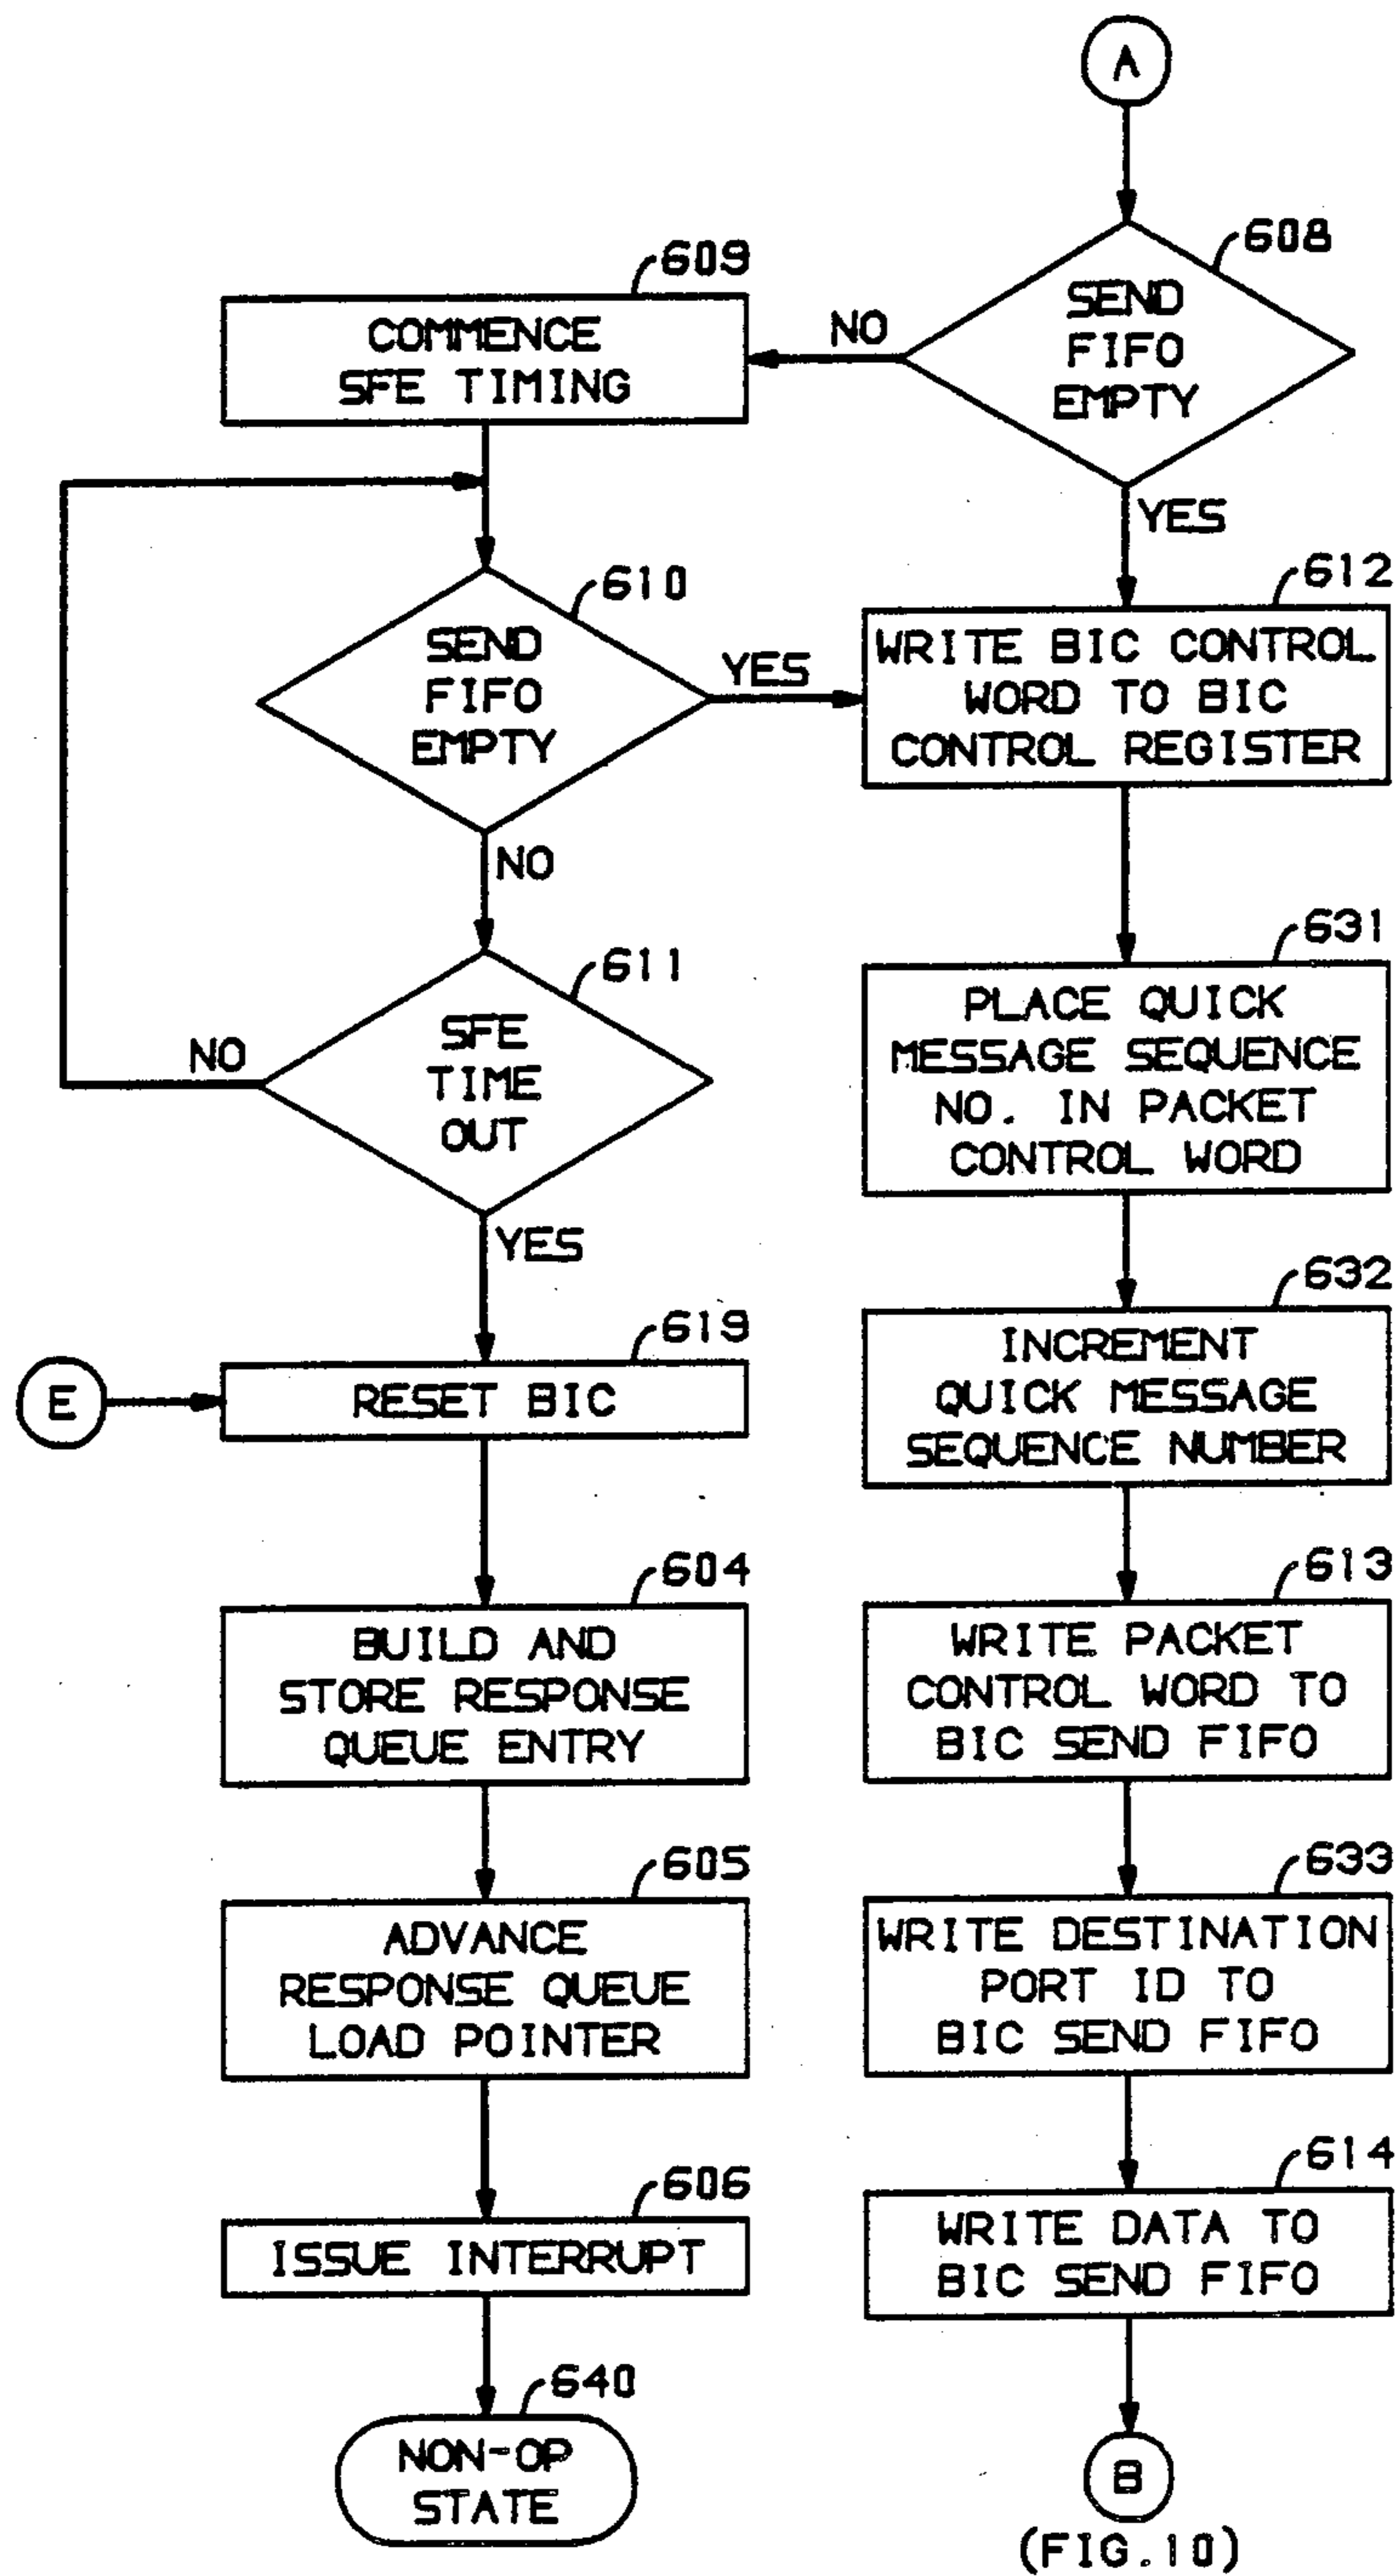 A
608
SEND
FIFO
EMPTY
NO
YES
609
COMMENCE
SFE TIMING
610
SEND
FIFO
EMPTY
YES
NO
611
SFE
TIME
OUT
NO
YES
E
619
RESET BIC
604
BUILD AND
STORE RESPONSE
QUEUE ENTRY
605
ADVANCE
RESPONSE QUEUE
LOAD POINTER
606
ISSUE INTERRUPT
640
NON-OP
STATE
612
WRITE BIC CONTROL
WORD TO BIC
CONTROL REGISTER
631
PLACE QUICK
MESSAGE SEQUENCE
NO. IN PACKET
CONTROL WORD
632
INCREMENT
QUICK MESSAGE
SEQUENCE NUMBER
613
WRITE PACKET
CONTROL WORD TO
BIC SEND FIFO
633
WRITE DESTINATION
PORT ID TO
BIC SEND FIFO
614
WRITE DATA TO
BIC SEND FIFO
B
(FIG.10)